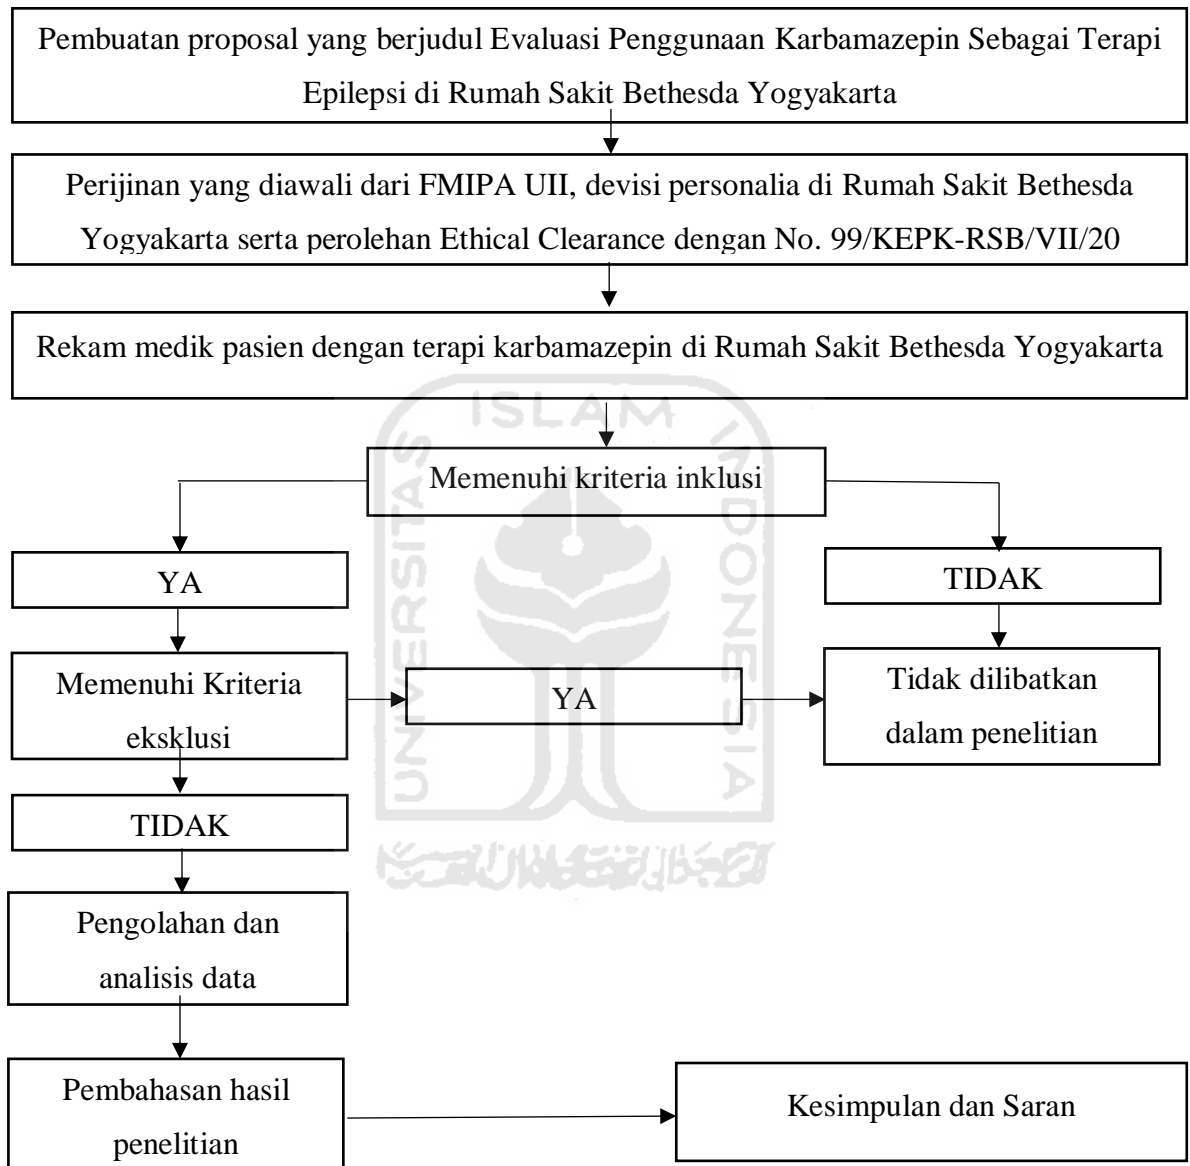 Pembuatan proposal yang berjudul Evaluasi Penggunaan Karbamazepin Sebagai Terapi
Epilepsi di Rumah Sakit Bethesda Yogyakarta
Perijinan yang diawali dari FMIPA UII, devisi personalia di Rumah Sakit Bethesda
Yogyakarta serta perolehan Ethical Clearance dengan No. 99/KEPK-RSB/VII/20
Rekam medik pasien dengan terapi karbamazepin di Rumah Sakit Bethesda Yogyakarta
UNIVERSITAS
ISLAM
INDONESIA
Memenuhi kriteria inklusi
YA
TIDAK
Memenuhi Kriteria
eksklusi
YA
Tidak dilibatkan
dalam penelitian
TIDAK
Pengolahan dan
analisis data
Pembahasan hasil
penelitian
Kesimpulan dan Saran